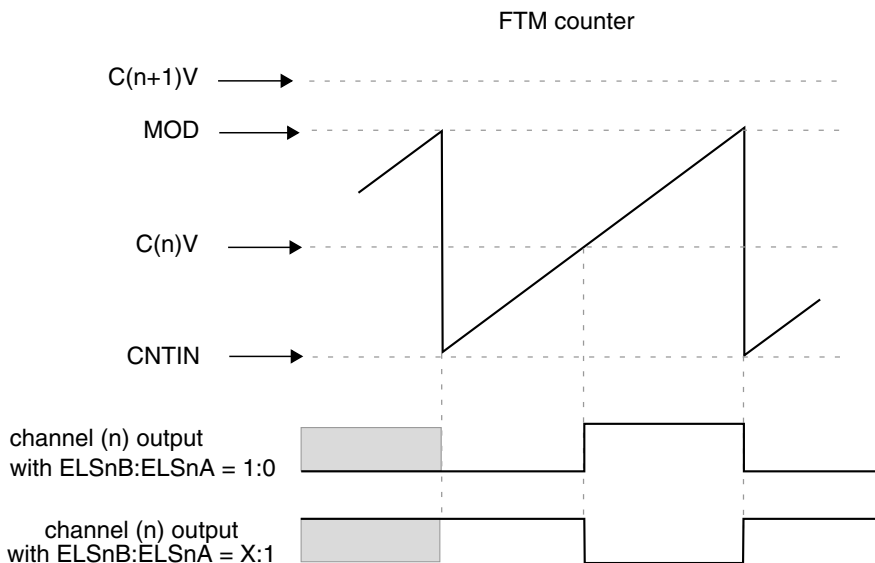 FTM counter
C(n+1)V
MOD
C(n)V
CNTIN
channel (n) output
with ELSnB:ELSnA = 1:0
channel (n) output
with ELSnB:ELSnA = X:1